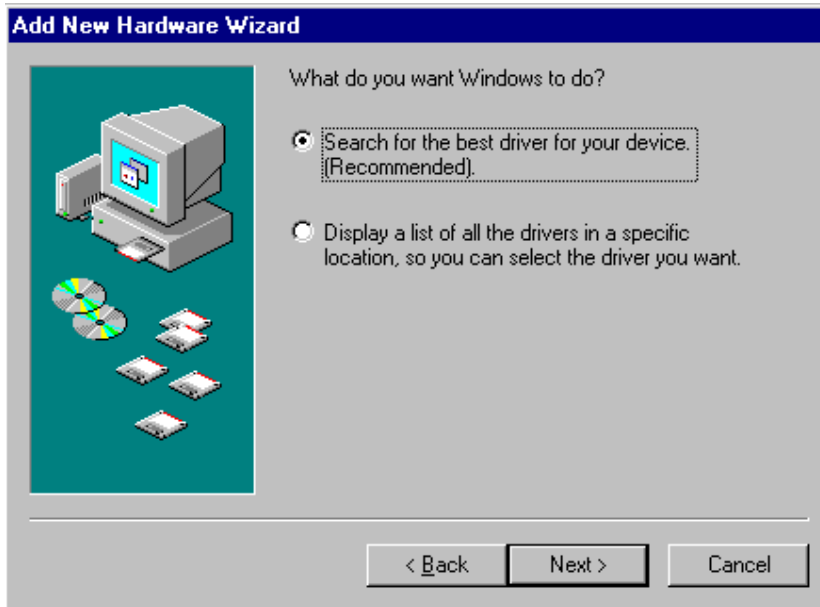 Add New Hardware Wizard
What do you want Windows to do?
Search for the best driver for your device.
(Recommended).
Display a list of all the drivers in a specific
location, so you can select the driver you want.
< Back
Next >
Cancel